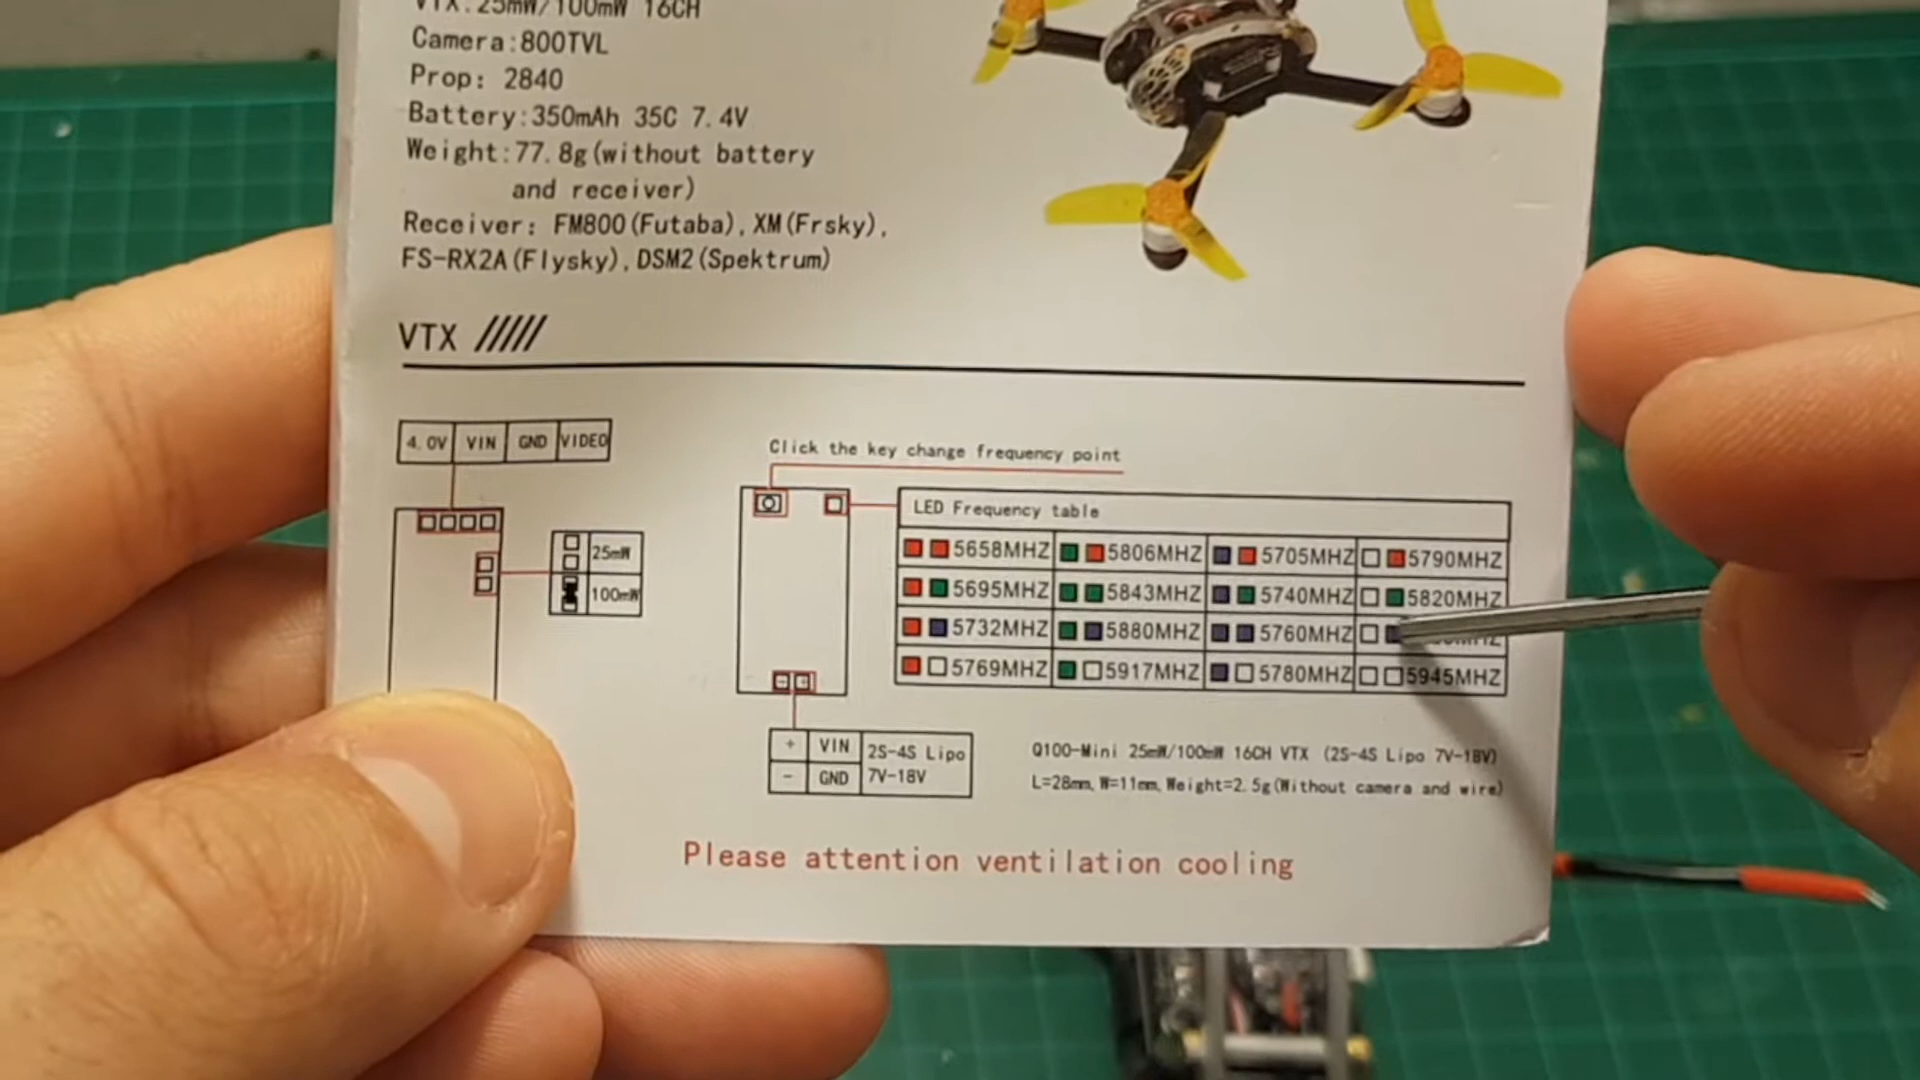 VTX:25mW/100mW 16CH
Camera:800TVL
Prop: 2840
Battery:350mAh 35C 7.4V
Weight:77.8g(without battery
and receiver)
Receiver: FM800(Futaba),XM(Frsky),
FS-RX2A(Flysky),DSM2(Spektrum)
VTX /////
4.0V VIN GND VIDEO
25mW
100mW
Click the key change frequency point
LED Frequency table
5658MHZ 5806MHZ 5705MHZ 5790MHZ
5695MHZ 5843MHZ 5740MHZ 5820MHZ
5732MHZ 5880MHZ 5760MHZ
5769MHZ 5917MHZ 5780MHZ 5945MHZ
+ VIN 2S-4S Lipo
- GND 7V-18V
Q100-Mini 25mW/100mW 16CH VTX (2S-4S Lipo 7V-18V)
L=28mm,W=11mm,Weight=2.5g(Without camera and wire)
Please attention ventilation cooling